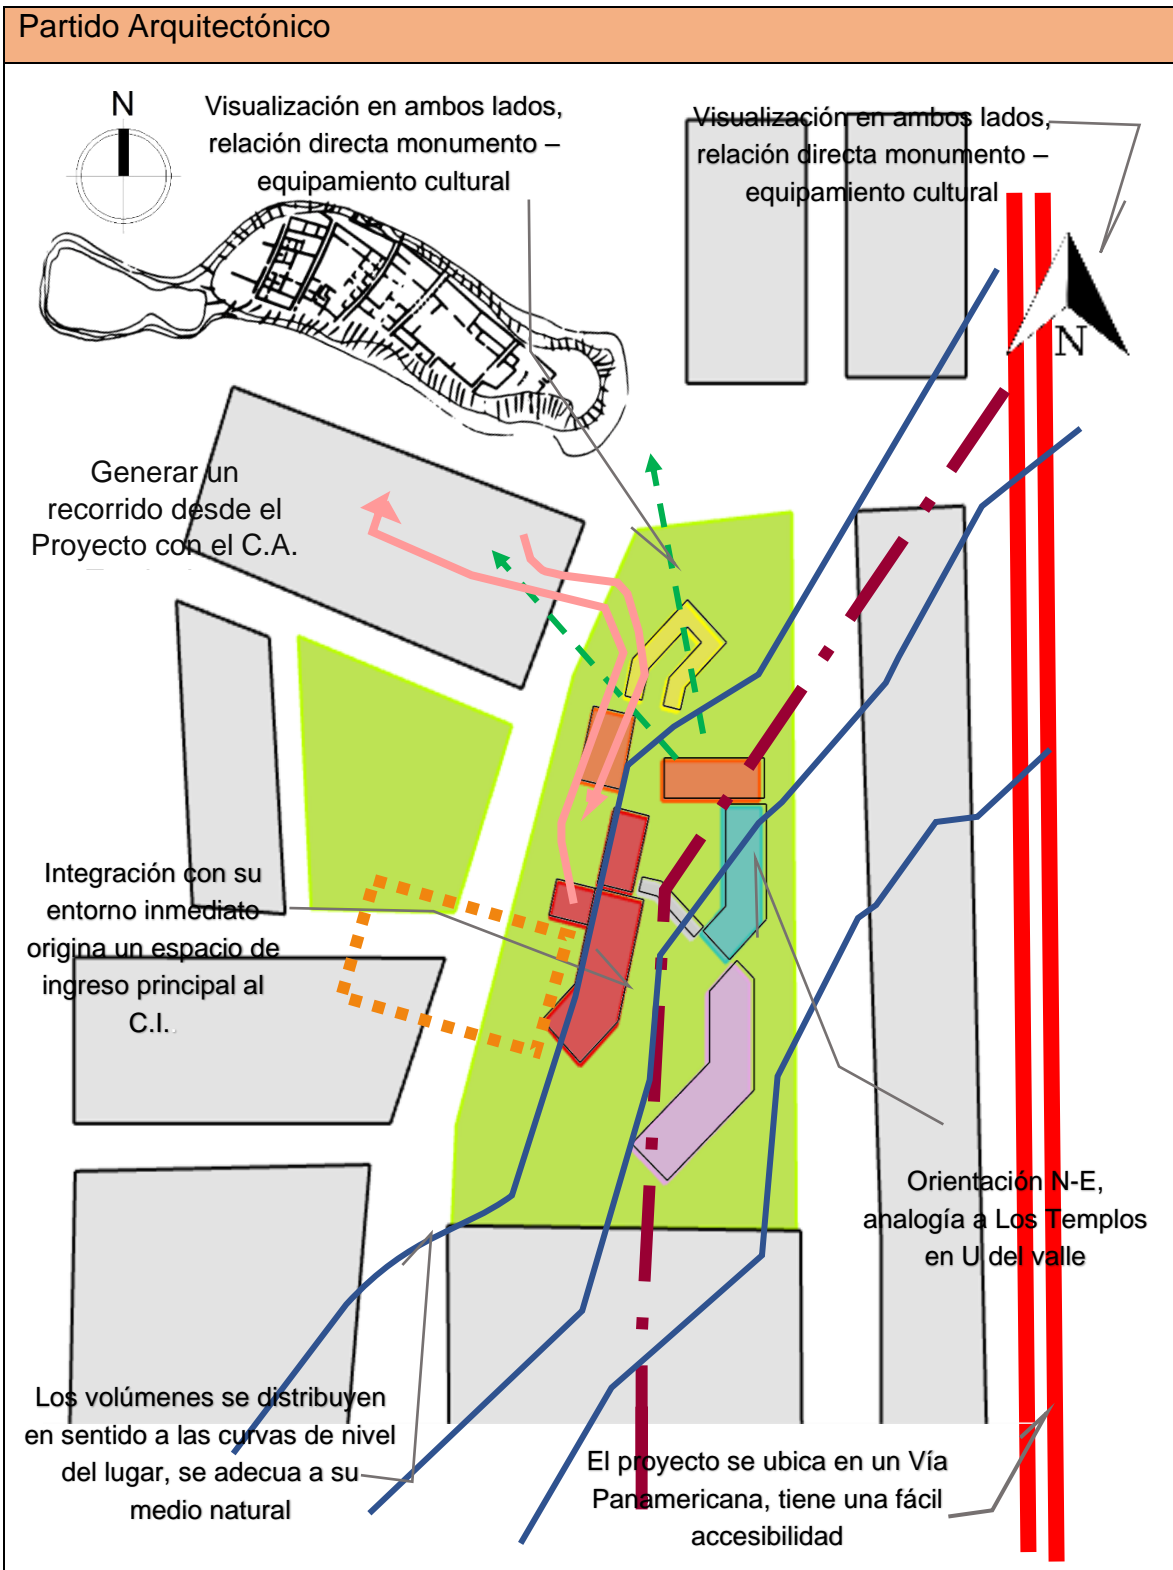 Partido Arquitectónico
N
Visualización en ambos lados,
relación directa monumento –
equipamiento cultural
Visualización en ambos lados,
relación directa monumento –
equipamiento cultural
N
Generar un
recorrido desde el
Proyecto con el C.A.
Integración con su
entorno inmediato
origina un espacio de
ingreso principal al
C.I.
Orientación N-E,
analogía a Los Templos
en U del valle
Los volúmenes se distribuyen
en sentido a las curvas de nivel
del lugar, se adecua a su
medio natural
El proyecto se ubica en un Vía
Panamericana, tiene una fácil
accesibilidad